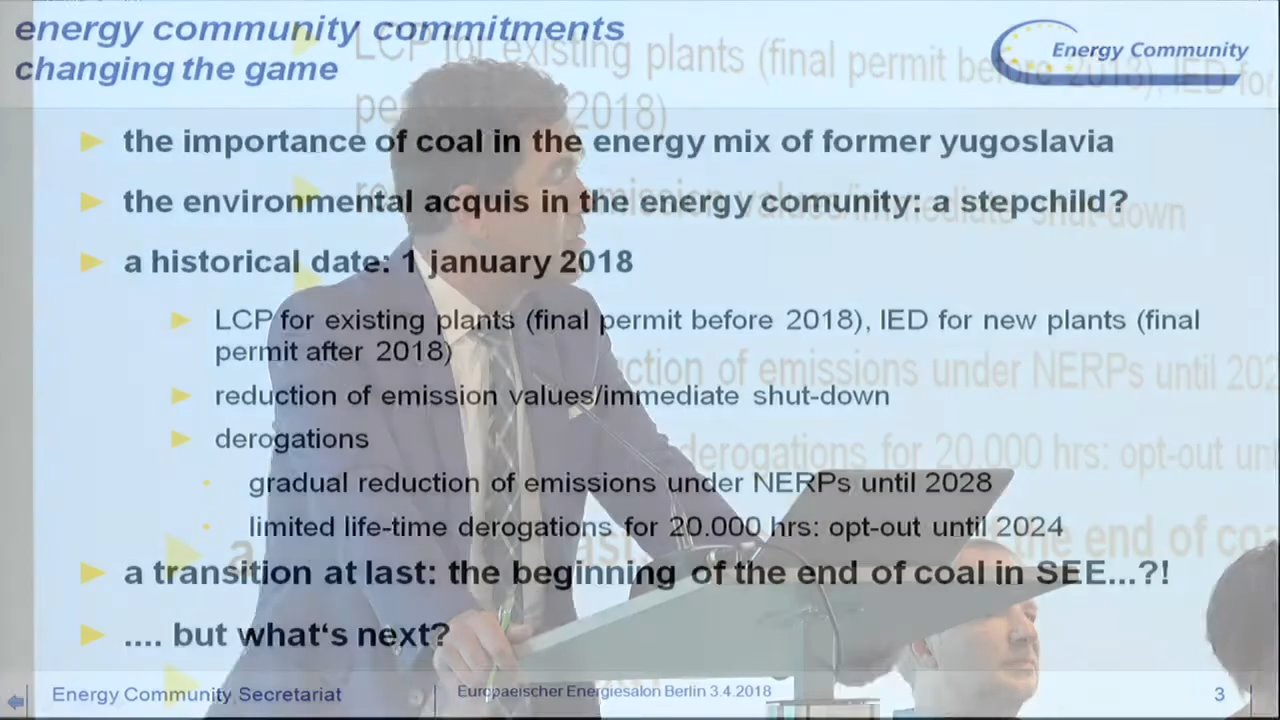 energy community commitments
changing the game
Energy Community
the importance of coal in the energy mix of former yugoslavia
the environmental acquis in the energy comunity: a stepchild?
a historical date: 1 january 2018
LCP for existing plants (final permit before 2018), IED for new plants (final
permit after 2018)
reduction of emission values/immediate shut-down
derogations
gradual reduction of emissions under NERPs until 2028
limited life-time derogations for 20.000 hrs: opt-out until 2024
a transition at last: the beginning of the end of coal in SEE...?!
.... but what's next?
Energy Community Secretariat
Europaeischer Energiesalon Berlin 3.4.2018
3